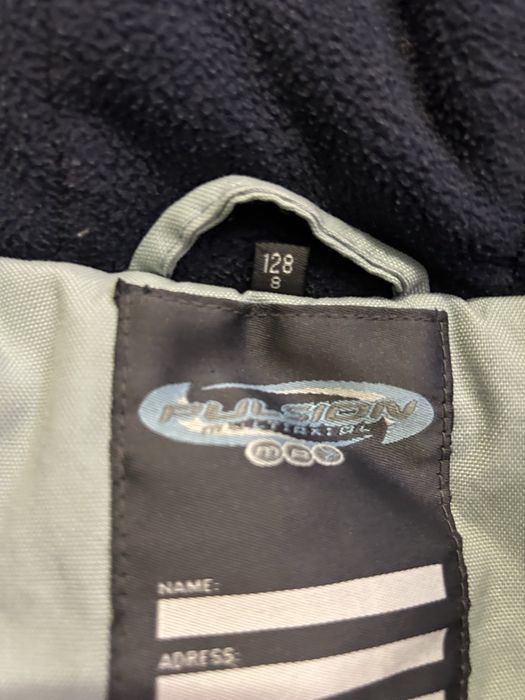 128
8
PULSION
MULTIAXIAL
NAME:
ADRESS: